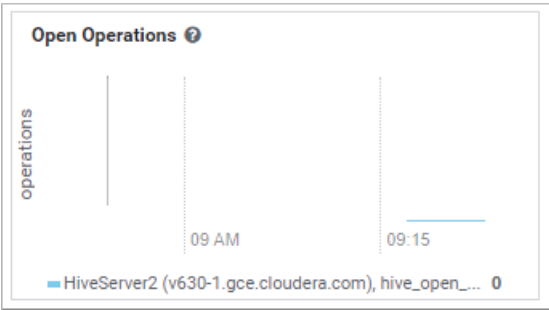 Open Operations ?
operations
09 AM
09:15
HiveServer2 (v630-1.gce.cloudera.com), hive_open_... 0